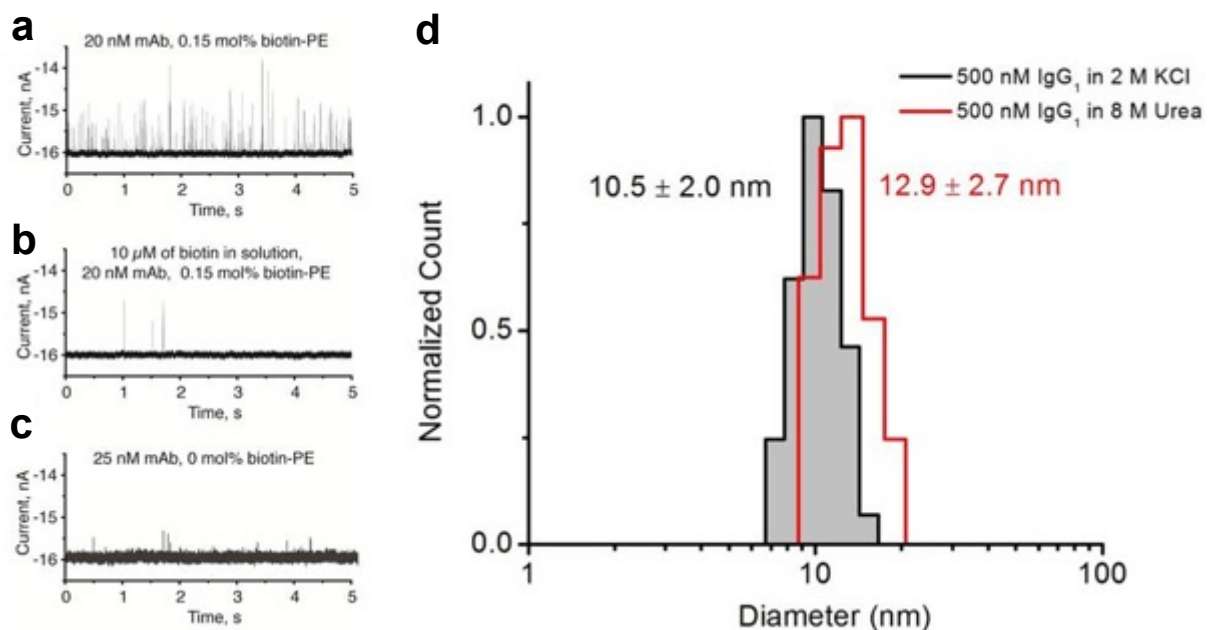 a
20 nM mAb, 0.15 mol% biotin-PE
Current, nA
-14
-15
-16
0 1 2 3 4 5
Time, s
b
10 µM of biotin in solution,
20 nM mAb, 0.15 mol% biotin-PE
Current, nA
-14
-15
-16
0 1 2 3 4 5
Time, s
c
25 nM mAb, 0 mol% biotin-PE
Current, nA
-14
-15
-16
0 1 2 3 4 5
Time, s
d
500 nM IgG₁ in 2 M KCl
500 nM IgG₁ in 8 M Urea
10.5 ± 2.0 nm
12.9 ± 2.7 nm
Normalized Count
1.0
0.5
0.0
1 10 100
Diameter (nm)